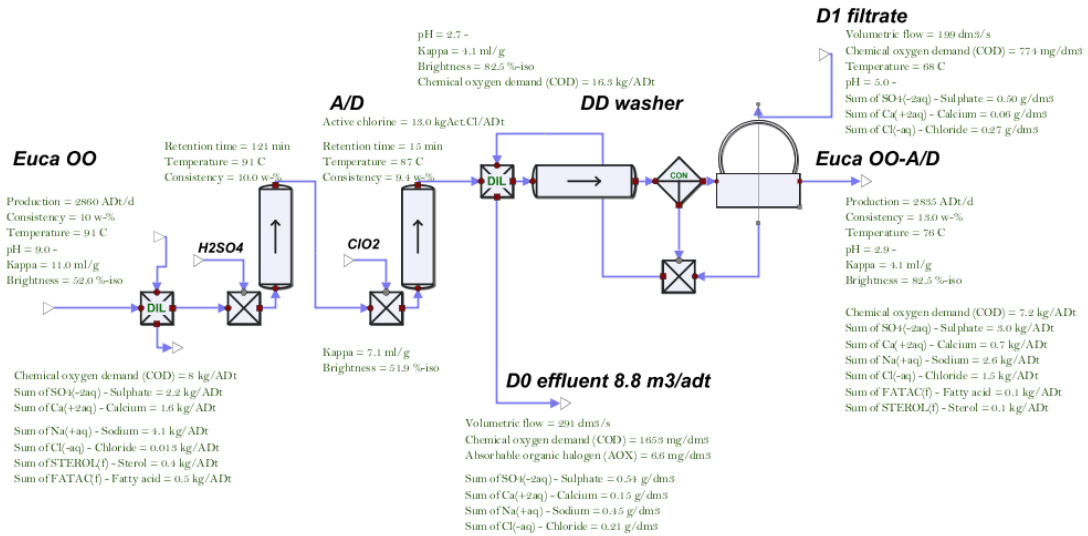 D1 filtrate
Volumetric flow = 199 dm3/s
Chemical oxygen demand (COD) = 774 mg/dm3
Temperature = 68 C
pH = 5.0 -
Sum of SO4(-2aq) - Sulphate = 0.50 g/dm3
Sum of Ca(+2aq) - Calcium = 0.06 g/dm3
Sum of Cl(-aq) - Chloride = 0.27 g/dm3
pH = 2.7 -
Kappa = 4.1 ml/g
Brightness = 82.5 %-iso
Chemical oxygen demand (COD) = 16.3 kg/ADt
A/D
Active chlorine = 13.0 kgAct.Cl/ADt
DD washer
Retention time = 121 min
Temperature = 91 C
Consistency = 10.0 w-%
Retention time = 15 min
Temperature = 87 C
Consistency = 9.4 w-%
Euca OO
Production = 2860 ADt/d
Consistency = 10 w-%
Temperature = 91 C
pH = 9.0 -
Kappa = 11.0 ml/g
Brightness = 52.0 %-iso
H2SO4
ClO2
DIL
DIL
CON
Euca OO-A/D
Production = 2835 ADt/d
Consistency = 13.0 w-%
Temperature = 76 C
pH = 2.9 -
Kappa = 4.1 ml/g
Brightness = 82.5 %-iso
Chemical oxygen demand (COD) = 7.2 kg/ADt
Sum of SO4(-2aq) - Sulphate = 3.0 kg/ADt
Sum of Ca(+2aq) - Calcium = 0.7 kg/ADt
Sum of Na(+aq) - Sodium = 2.6 kg/ADt
Sum of Cl(-aq) - Chloride = 1.5 kg/ADt
Sum of FATAC(f) - Fatty acid = 0.1 kg/ADt
Sum of STEROL(f) - Sterol = 0.1 kg/ADt
Kappa = 7.1 ml/g
Brightness = 51.9 %-iso
Chemical oxygen demand (COD) = 8 kg/ADt
Sum of SO4(-2aq) - Sulphate = 2.2 kg/ADt
Sum of Ca(+2aq) - Calcium = 1.6 kg/ADt
Sum of Na(+aq) - Sodium = 4.1 kg/ADt
Sum of Cl(-aq) - Chloride = 0.013 kg/ADt
Sum of STEROL(f) - Sterol = 0.4 kg/ADt
Sum of FATAC(f) - Fatty acid = 0.5 kg/ADt
D0 effluent 8.8 m3/adt
Volumetric flow = 291 dm3/s
Chemical oxygen demand (COD) = 1653 mg/dm3
Absorbable organic halogen (AOX) = 6.6 mg/dm3
Sum of SO4(-2aq) - Sulphate = 0.54 g/dm3
Sum of Ca(+2aq) - Calcium = 0.15 g/dm3
Sum of Na(+aq) - Sodium = 0.45 g/dm3
Sum of Cl(-aq) - Chloride = 0.21 g/dm3